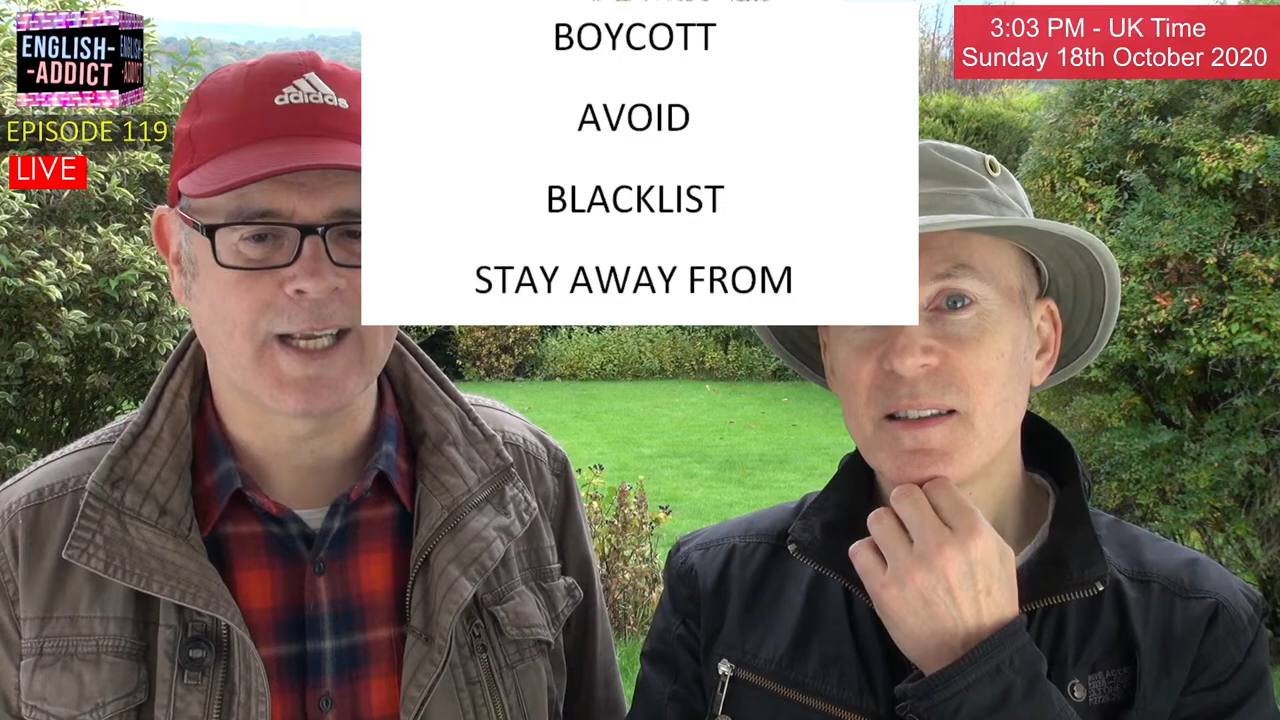 ENGLISH-
-ADDICT
EPISODE 119
LIVE
adidas
BOYCOTT
AVOID
BLACKLIST
STAY AWAY FROM
3:03 PM - UK Time
Sunday 18th October 2020